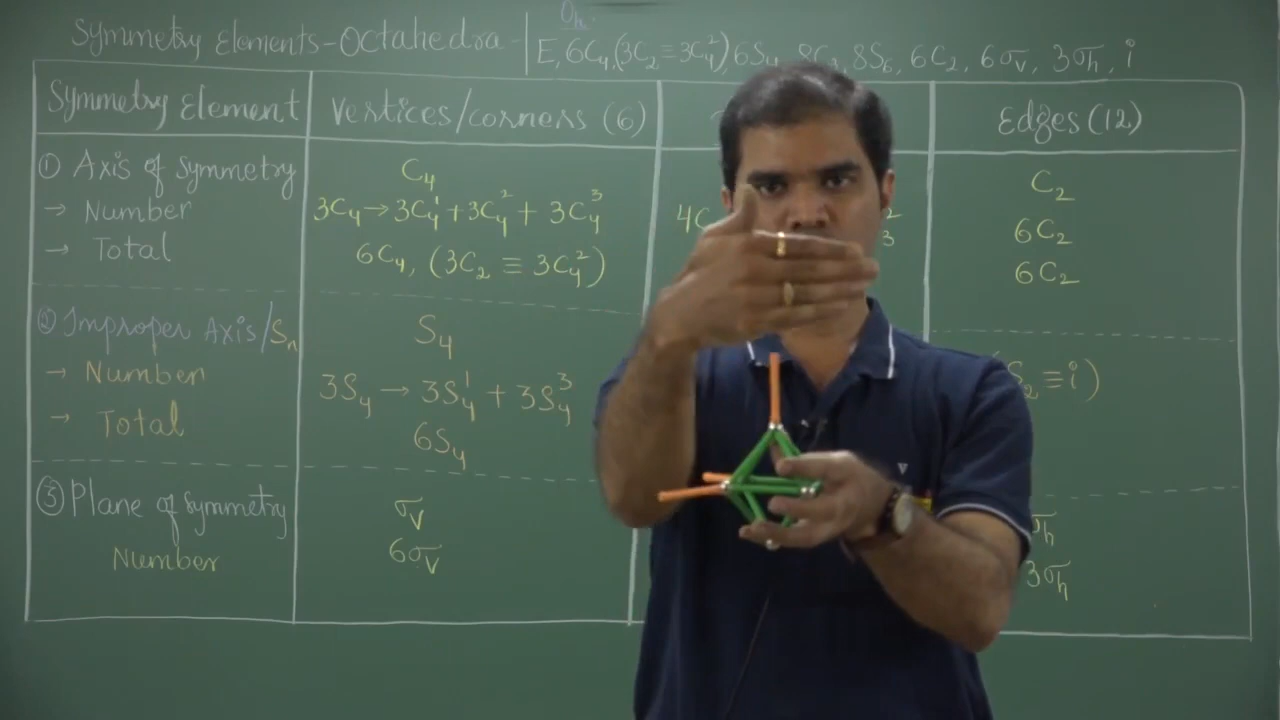 Oh.
Symmetry Elements-Octahedra - | E, 6C₄, (3C₂ ≡ 3C₄²) 6S₄, 8C₃, 8S₆, 6C₂, 6σᵥ, 3σₕ, i
Symmetry Element Vertices/corners (6) Edges (12)
① Axis of Symmetry C₄ C₂
→ Number 3C₄ → 3C₄¹ + 3C₄² + 3C₄³ 6C₂
→ Total 6C₄, (3C₂ ≡ 3C₄²) 6C₂
② Improper Axis/Sₙ S₄
→ Number 3S₄ → 3S₄¹ + 3S₄³ ≡ i)
→ Total 6S₄
③ Plane of Symmetry σᵥ σₕ
Number 6σᵥ 3σₕ